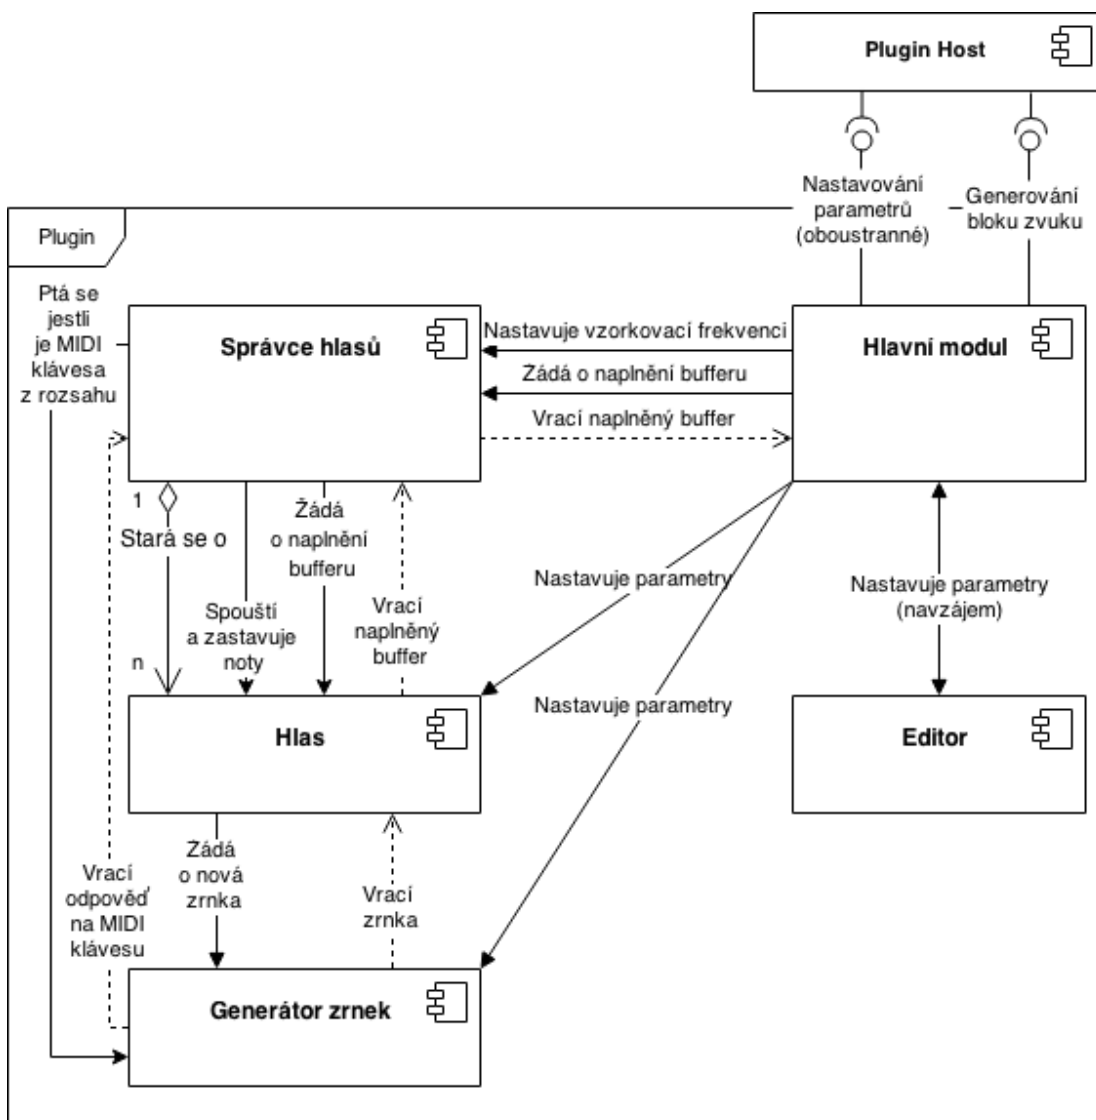 Plugin Host
Nastavování
parametrů
(oboustranné)
Generování
bloku zvuku
Plugin
Ptá se
jestli
je MIDI
klávesa
z rozsahu
Správce hlasů
Nastavuje vzorkovací frekvenci
Žádá o naplnění bufferu
Vrací naplněný buffer
Hlavní modul
1
Stará se o
n
Spouští
a zastavuje
noty
Žádá
o naplnění
bufferu
Vrací
naplněný
buffer
Nastavuje parametry
Nastavuje parametry
(navzájem)
Nastavuje parametry
Hlas
Editor
Žádá
o nová
zrnka
Vrací
zrnka
Vrací
odpověď
na MIDI
klávesu
Generátor zrnek